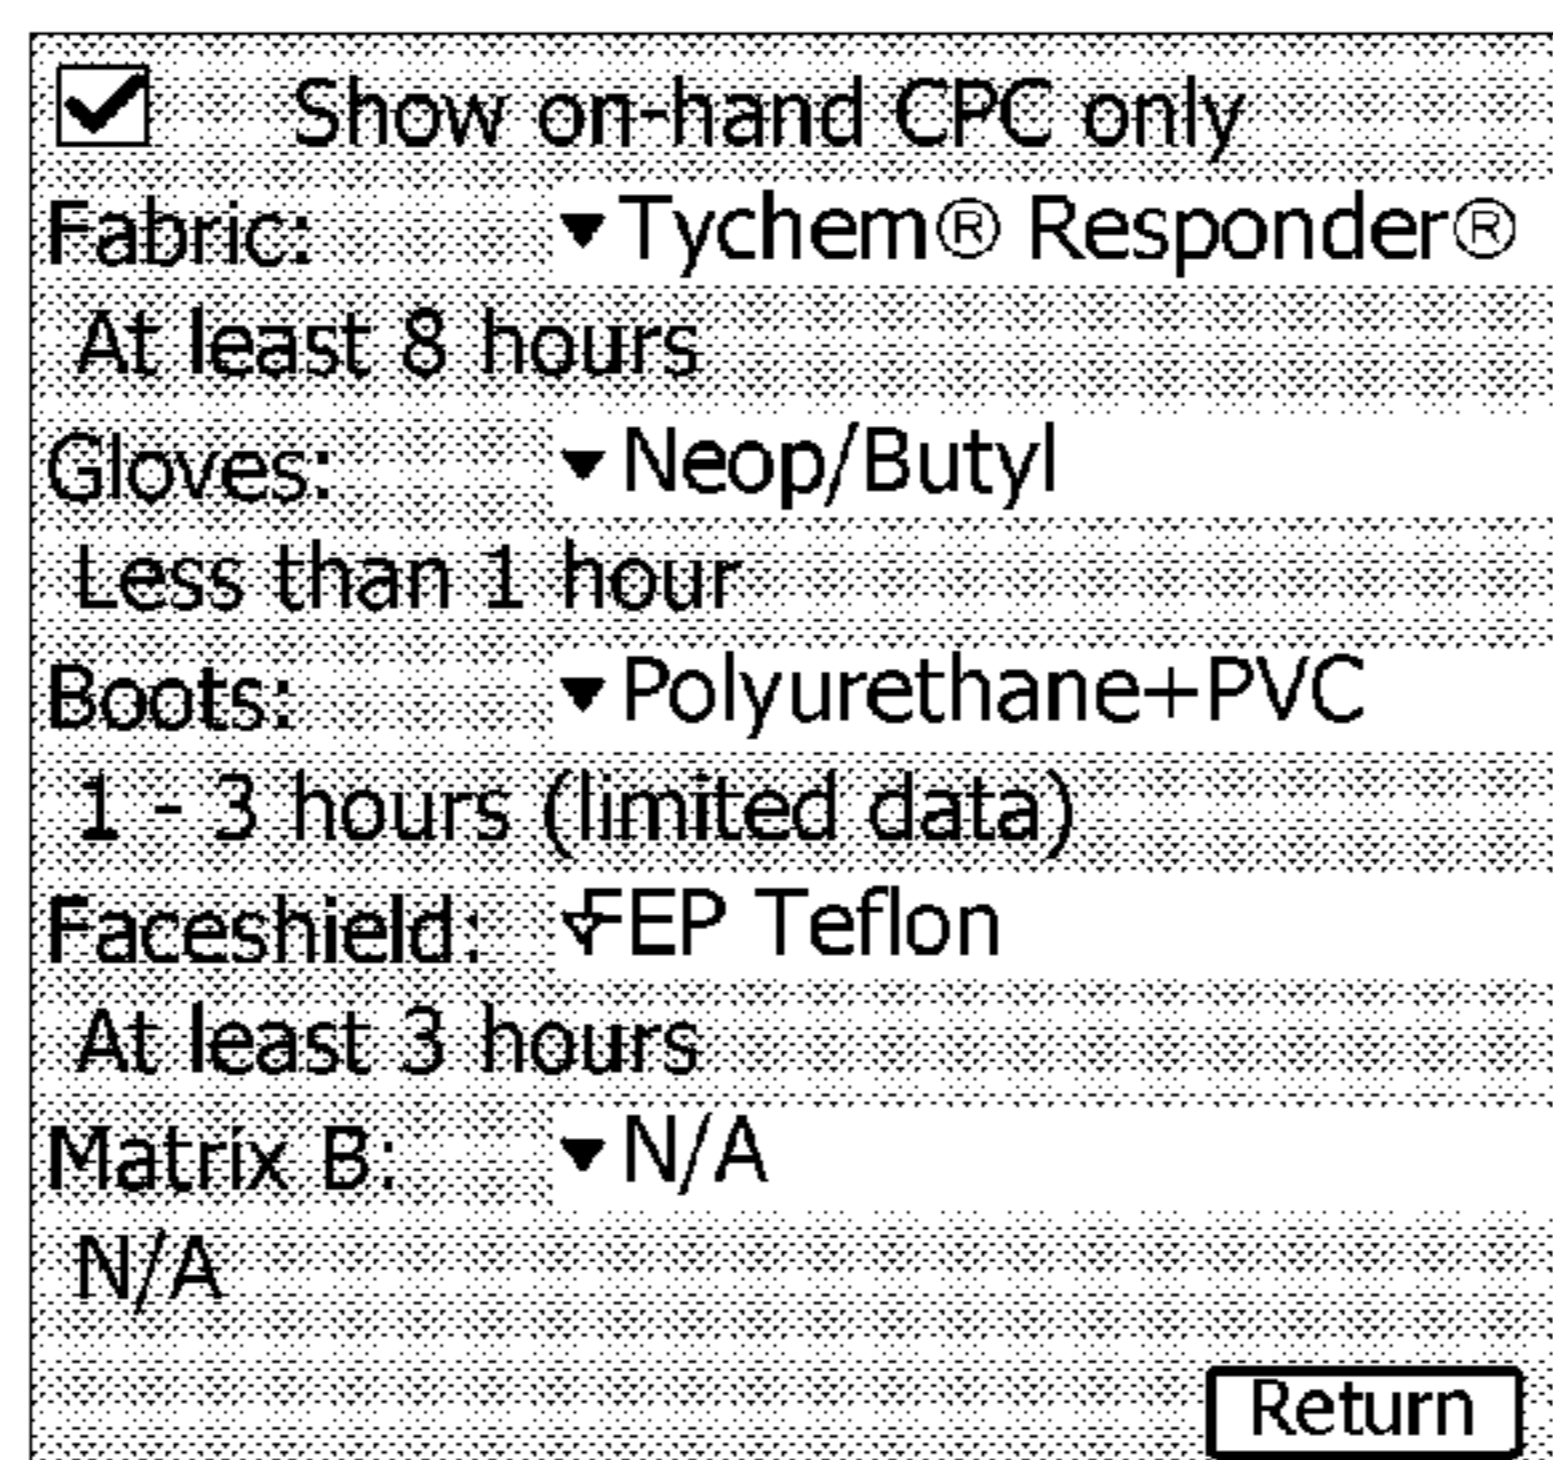 Show on-hand CPC only
Fabric: Tychem® Responder®
At least 8 hours
Gloves: Neop/Butyl
Less than 1 hour
Boots: Polyurethane+PVC
1 - 3 hours (limited data)
Faceshield: FEP Teflon
At least 3 hours
Matrix B: N/A
N/A
Return